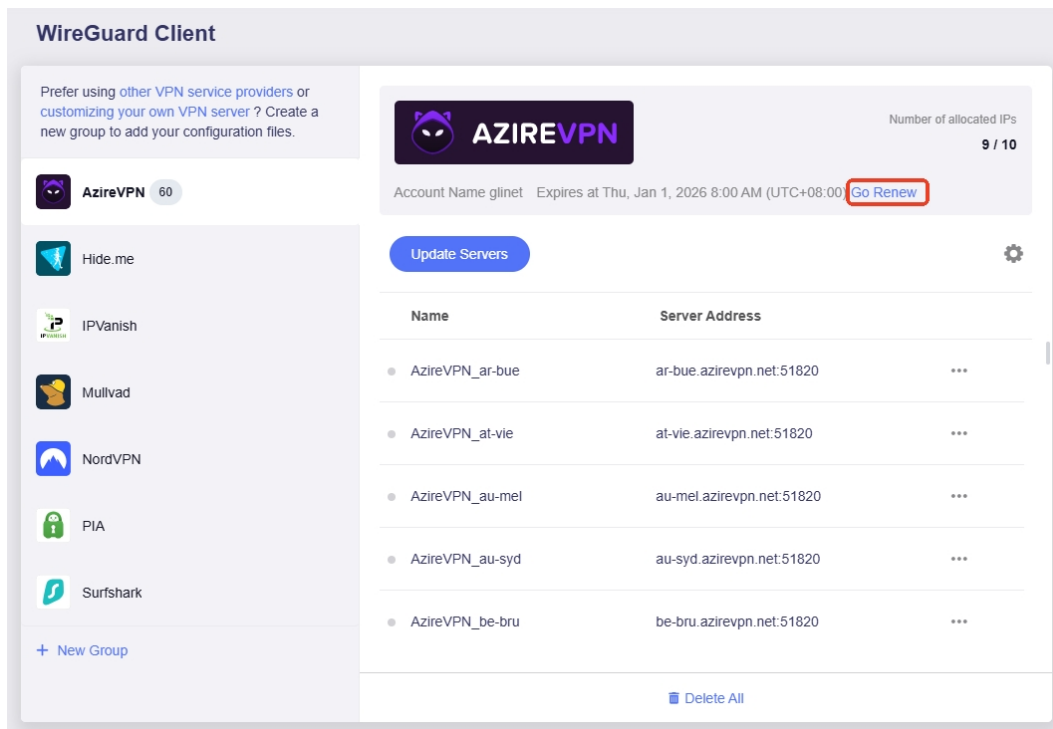 WireGuard Client
Prefer using other VPN service providers or
customizing your own VPN server ? Create a
new group to add your configuration files.
AzireVPN 60
Hide.me
IPVANISH
IPVanish
Mullvad
NordVPN
PIA
Surfshark
+ New Group
AZIREVPN
Number of allocated IPs
9 / 10
Account Name glinet Expires at Thu, Jan 1, 2026 8:00 AM (UTC+08:00) Go Renew
Update Servers
Name Server Address
AzireVPN_ar-bue ar-bue.azirevpn.net:51820
AzireVPN_at-vie at-vie.azirevpn.net:51820
AzireVPN_au-mel au-mel.azirevpn.net:51820
AzireVPN_au-syd au-syd.azirevpn.net:51820
AzireVPN_be-bru be-bru.azirevpn.net:51820
Delete All